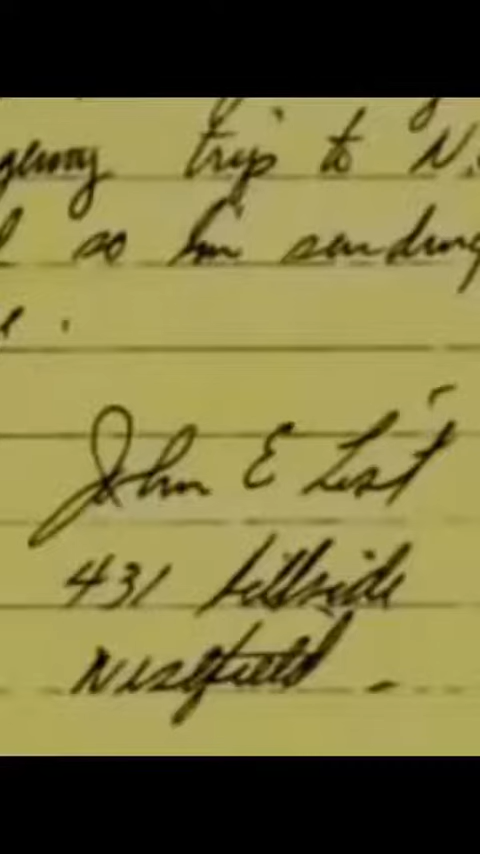 trip to N.
so I'm sending
John E List
431 Hillside
Westfield